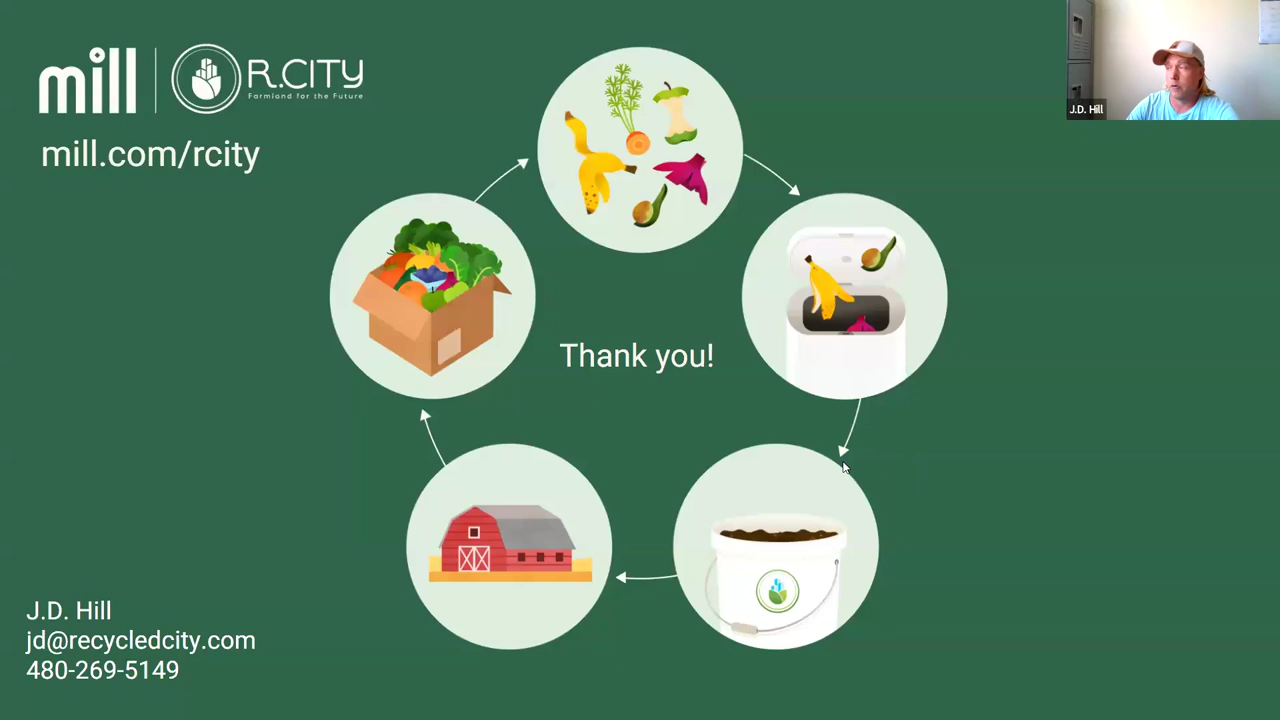 mill
R.CITY
Farmland for the Future
mill.com/rcity
Thank you!
J.D. Hill
jd@recycledcity.com
480-269-5149
J.D. Hill